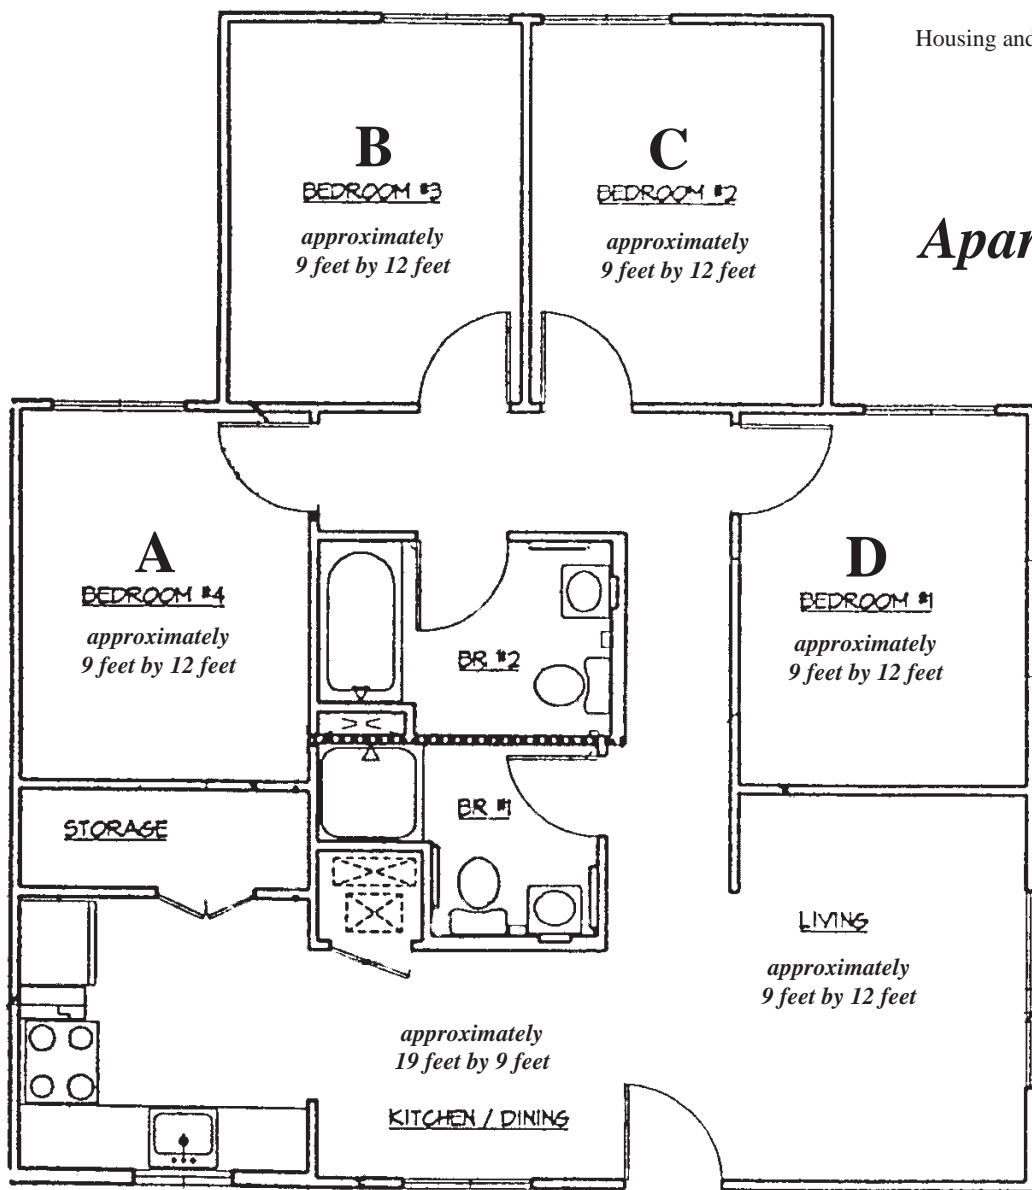 Housing and
B
BEDROOM #3
approximately
9 feet by 12 feet
C
BEDROOM #2
approximately
9 feet by 12 feet
Apar
A
BEDROOM #4
approximately
9 feet by 12 feet
BR #2
D
BEDROOM #1
approximately
9 feet by 12 feet
STORAGE
BR #1
LIVING
approximately
9 feet by 12 feet
approximately
19 feet by 9 feet
KITCHEN / DINING